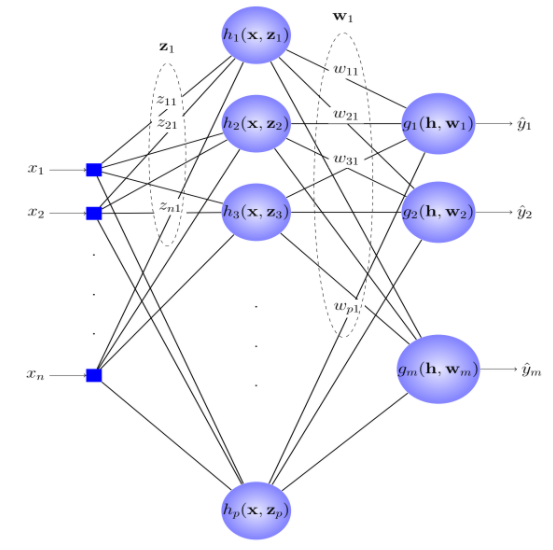 w₁
z₁
h₁(x, z₁)
w₁₁
z₁₁
w₂₁
z₂₁
h₂(x, z₂)
g₁(h, w₁)
ŷ₁
x₁
w₃₁
x₂
zₙ₁
h₃(x, z₃)
g₂(h, w₂)
ŷ₂
wₚ₁
xₙ
gₘ(h, wₘ)
ŷₘ
hₚ(x, zₚ)